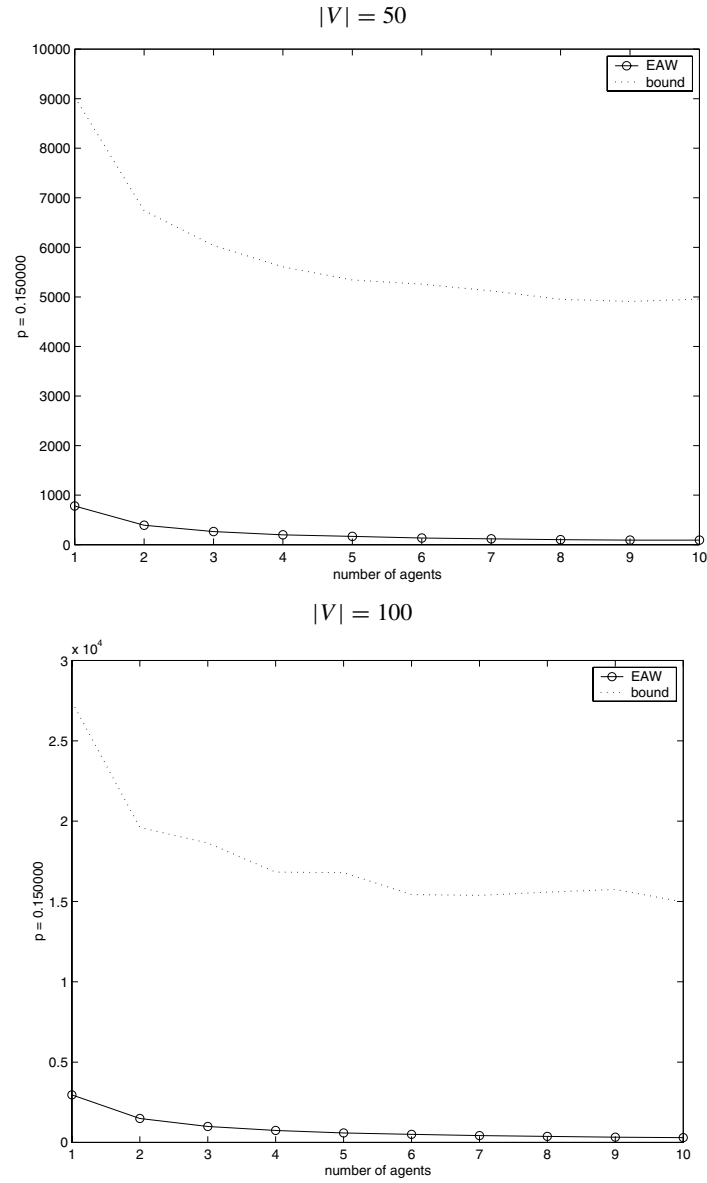 |V| = 50
10000
9000
8000
7000
6000
5000
4000
3000
2000
1000
0
p = 0.150000
EAW
bound
1 2 3 4 5 6 7 8 9 10
number of agents
|V| = 100
x 10^4
3
2.5
2
1.5
1
0.5
0
p = 0.150000
EAW
bound
1 2 3 4 5 6 7 8 9 10
number of agents